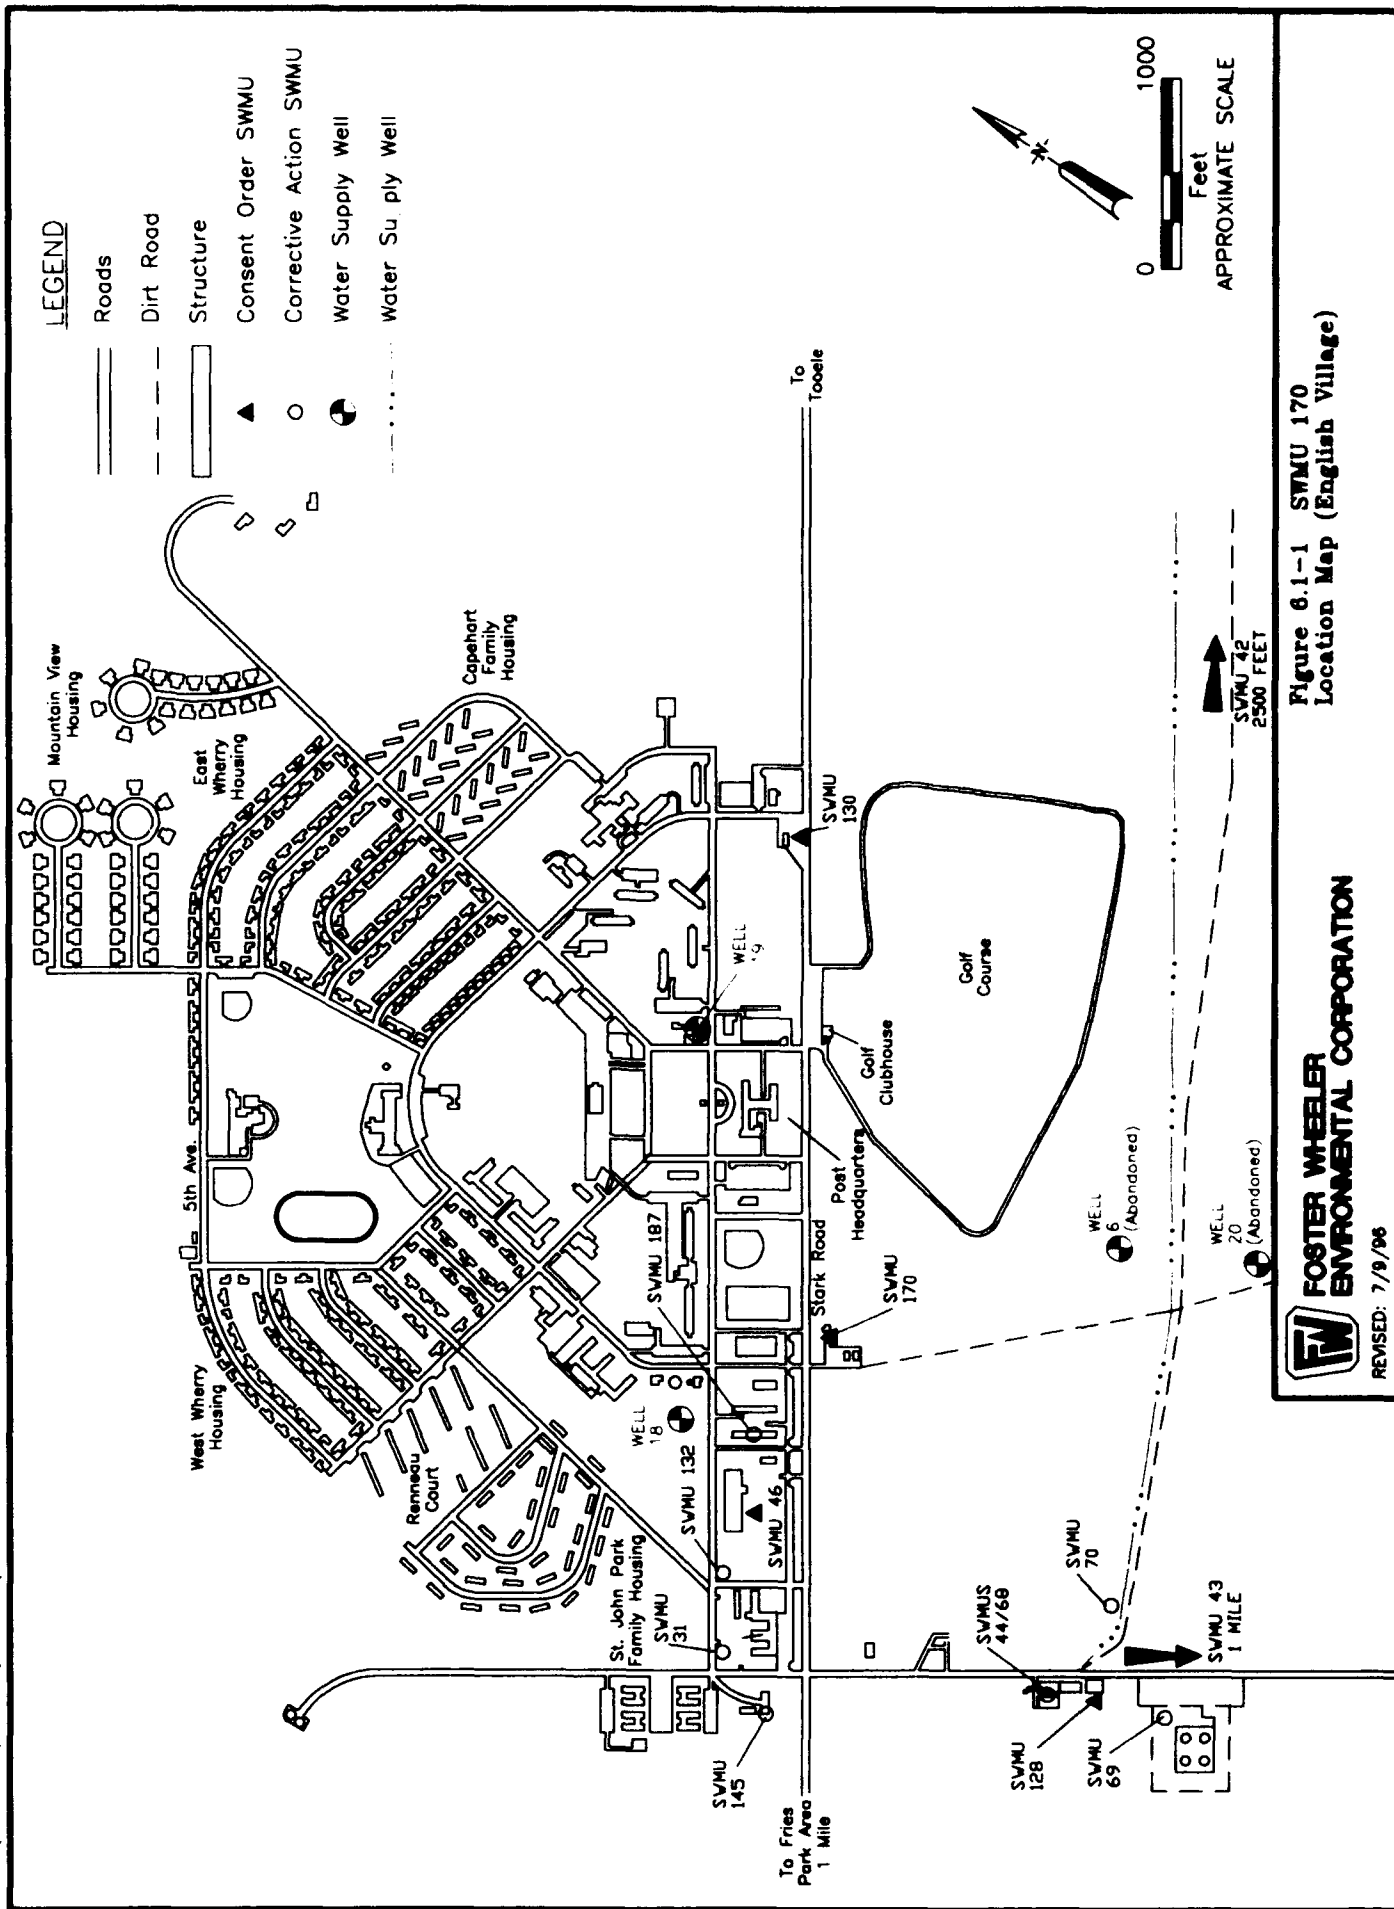 LEGEND
Roads
Dirt Road
Structure
Consent Order SWMU
Corrective Action SWMU
Water Supply Well
Water Su ply Well
Mountain View
Housing
East
Wherry
Housing
Capehart
Family
Housing
5th Ave.
West Wherry
Housing
Renneau
Court
St. John Park
Family Housing
SWMU
31
SWMU 132
WELL
18
SWMU 187
SWMU 46
WELL
SWMU
130
To
Tooele
Golf
Course
Golf
Clubhouse
Post
Headquarters
Stark Road
SWMU
170
SWMU
145
To Fries
Park Area
1 Mile
WELL
6
(Abandoned)
WELL
20
(Abandoned)
SWMU
70
SWMUS
44/68
SWMU
128
SWMU
69
SWMU 43
1 MILE
SWMU 42
2500 FEET
N
0 1000
Feet
APPROXIMATE SCALE
FW
FOSTER WHEELER
ENVIRONMENTAL CORPORATION
REVISED: 7/9/96
Figure 6.1-1 SWMU 170
Location Map (English Village)